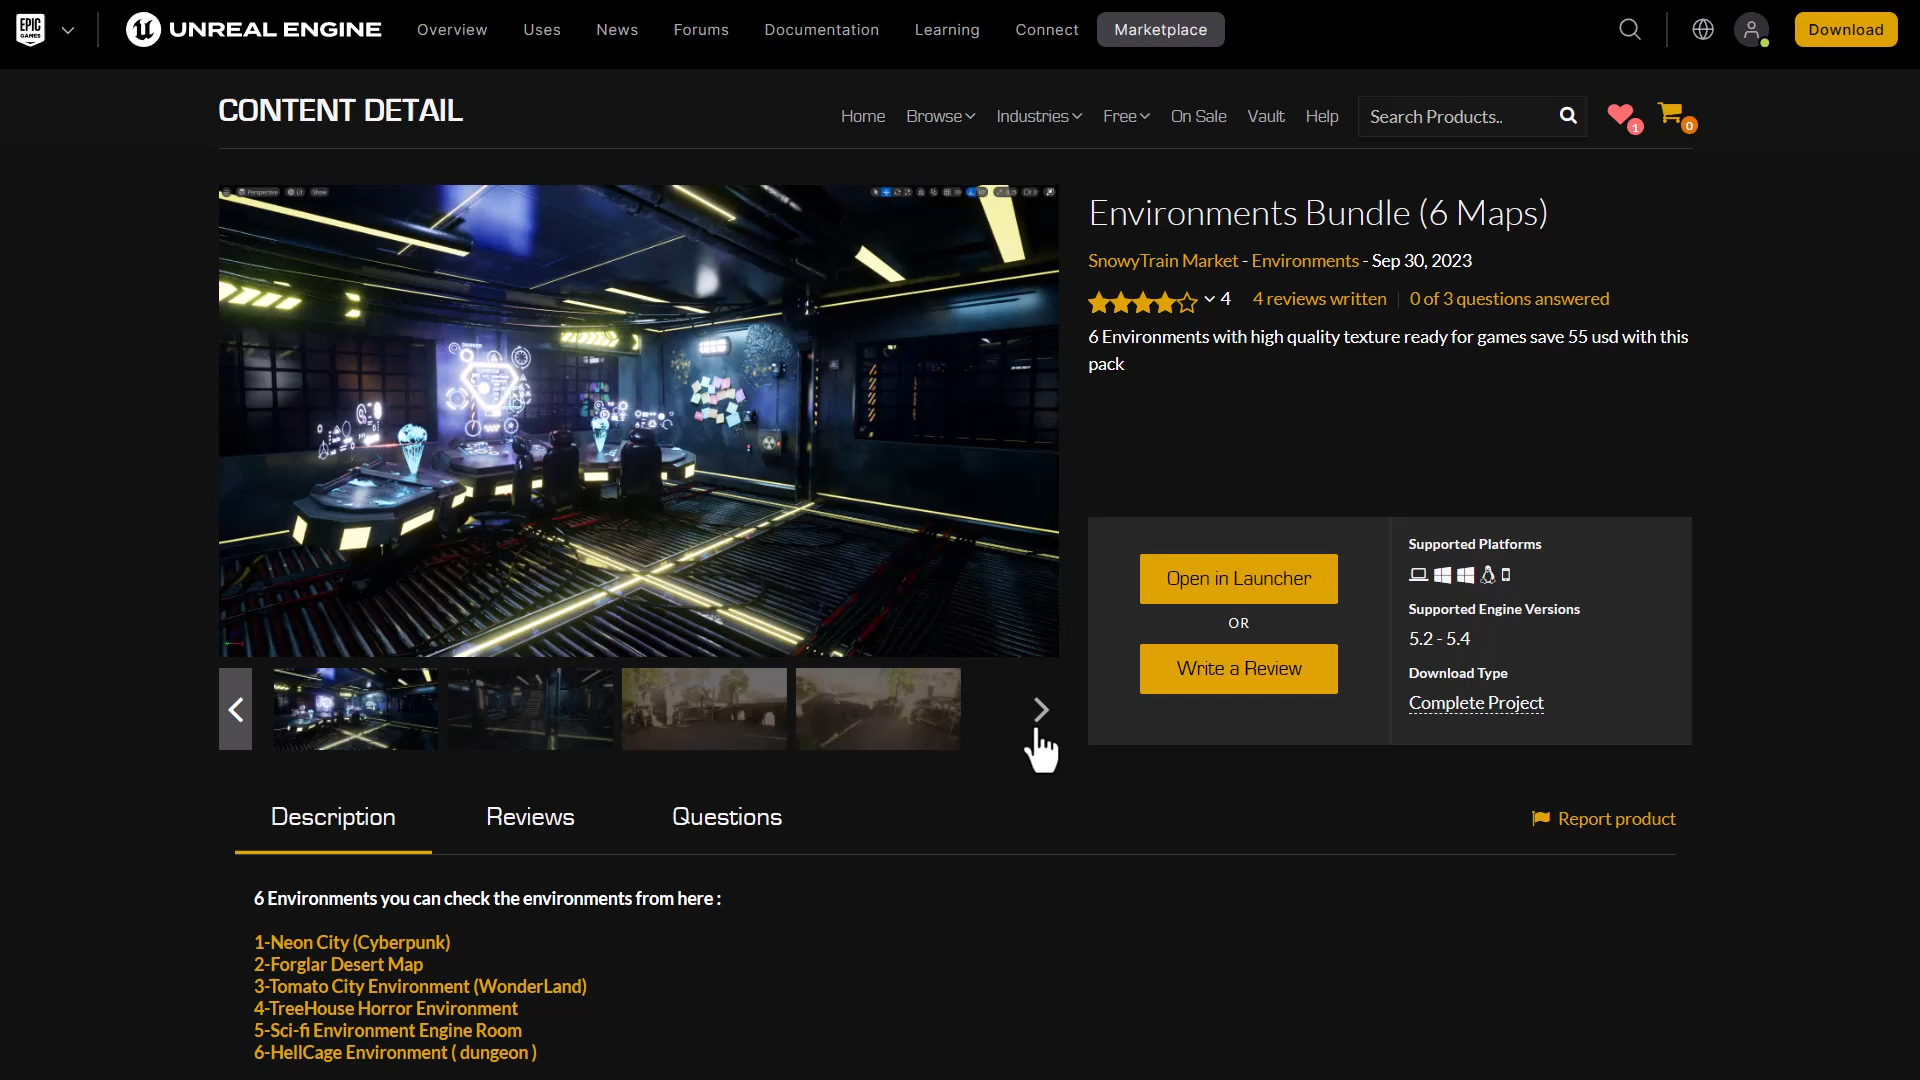 EPIC GAMES
UNREAL ENGINE
Overview
Uses
News
Forums
Documentation
Learning
Connect
Marketplace
Download
CONTENT DETAIL
Home
Browse
Industries
Free
On Sale
Vault
Help
Search Products..
1
0
Perspective
Lit
Show
Environments Bundle (6 Maps)
SnowyTrain Market - Environments - Sep 30, 2023
4
4 reviews written
0 of 3 questions answered
6 Environments with high quality texture ready for games save 55 usd with this
pack
Open in Launcher
OR
Write a Review
Supported Platforms
Supported Engine Versions
5.2 - 5.4
Download Type
Complete Project
Description
Reviews
Questions
Report product
6 Environments you can check the environments from here :
1-Neon City (Cyberpunk)
2-Forglar Desert Map
3-Tomato City Environment (WonderLand)
4-TreeHouse Horror Environment
5-Sci-fi Environment Engine Room
6-HellCage Environment ( dungeon )